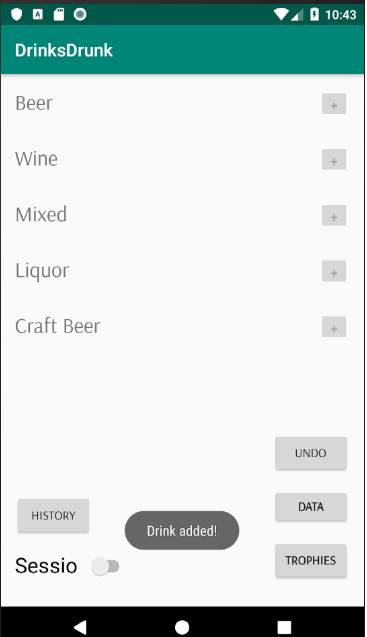 10:43
DrinksDrunk
Beer +
Wine +
Mixed +
Liquor +
Craft Beer +
UNDO
DATA
HISTORY
Drink added!
Sessio
TROPHIES